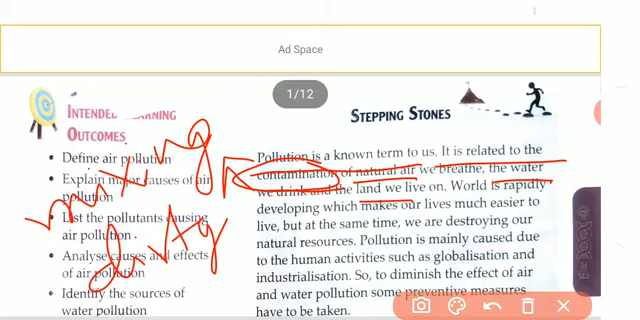 Ad Space
1/12
INTENDED LEARNING
OUTCOMES
• Define air pollution
• Explain major causes of air
pollution
• List the pollutants causing
air pollution.
• Analyse causes and effects
of air pollution
• Identify the sources of
water pollution
STEPPING STONES
Pollution is a known term to us. It is related to the
contamination of natural air we breathe, the water
we drink and the land we live on. World is rapidly
developing which makes our lives much easier to
live, but at the same time, we are destroying our
natural resources. Pollution is mainly caused due
to the human activities such as globalisation and
industrialisation. So, to diminish the effect of air
and water pollution some preventive measures
have to be taken.
mixing